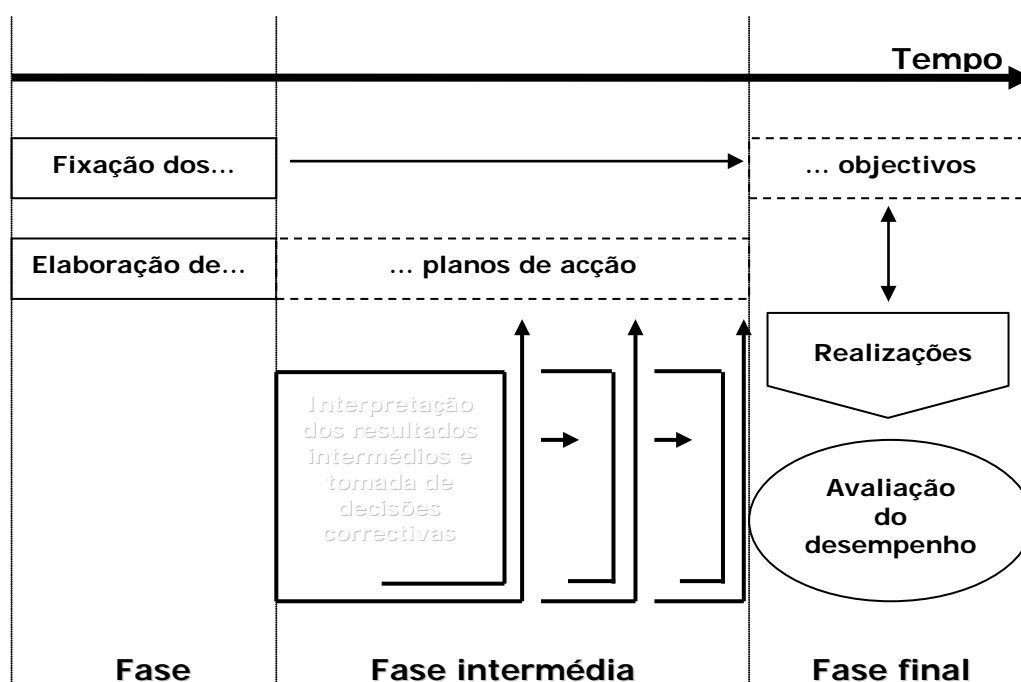 Tempo
Fixação dos...
... objectivos
Elaboração de...
... planos de acção
Realizações
Interpretação
dos resultados
intermédios e
tomada de
decisões
correctivas
Avaliação
do
desempenho
Fase
Fase intermédia
Fase final